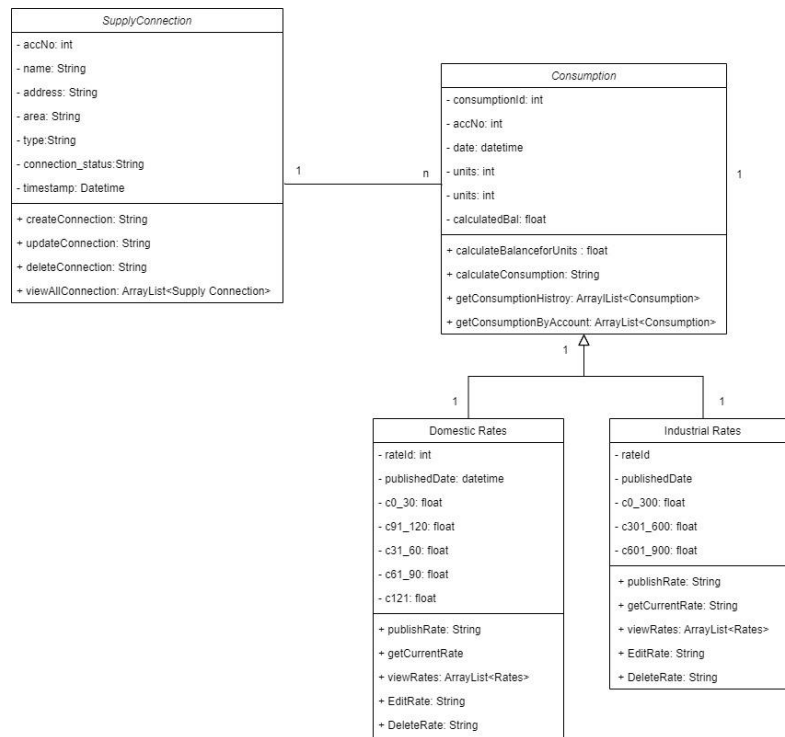 SupplyConnection
- accNo: int
- name: String
- address: String
- area: String
- type:String
- connection_status:String
- timestamp: Datetime
+ createConnection: String
+ updateConnection: String
+ deleteConnection: String
+ viewAllConnection: ArrayList<Supply Connection>
1
n
Consumption
- consumptionId: int
- accNo: int
- date: datetime
- units: int
- units: int
- calculatedBal: float
+ calculateBalanceforUnits : float
+ calculateConsumption: String
+ getConsumptionHistroy: ArraylList<Consumption>
+ getConsumptionByAccount: ArrayList<Consumption>
1
1
1
1
Domestic Rates
- rateId: int
- publishedDate: datetime
- c0_30: float
- c91_120: float
- c31_60: float
- c61_90: float
- c121: float
+ publishRate: String
+ getCurrentRate
+ viewRates: ArrayList<Rates>
+ EditRate: String
+ DeleteRate: String
Industrial Rates
- rateId
- publishedDate
- c0_300: float
- c301_600: float
- c601_900: float
+ publishRate: String
+ getCurrentRate: String
+ viewRates: ArrayList<Rates>
+ EditRate: String
+ DeleteRate: String